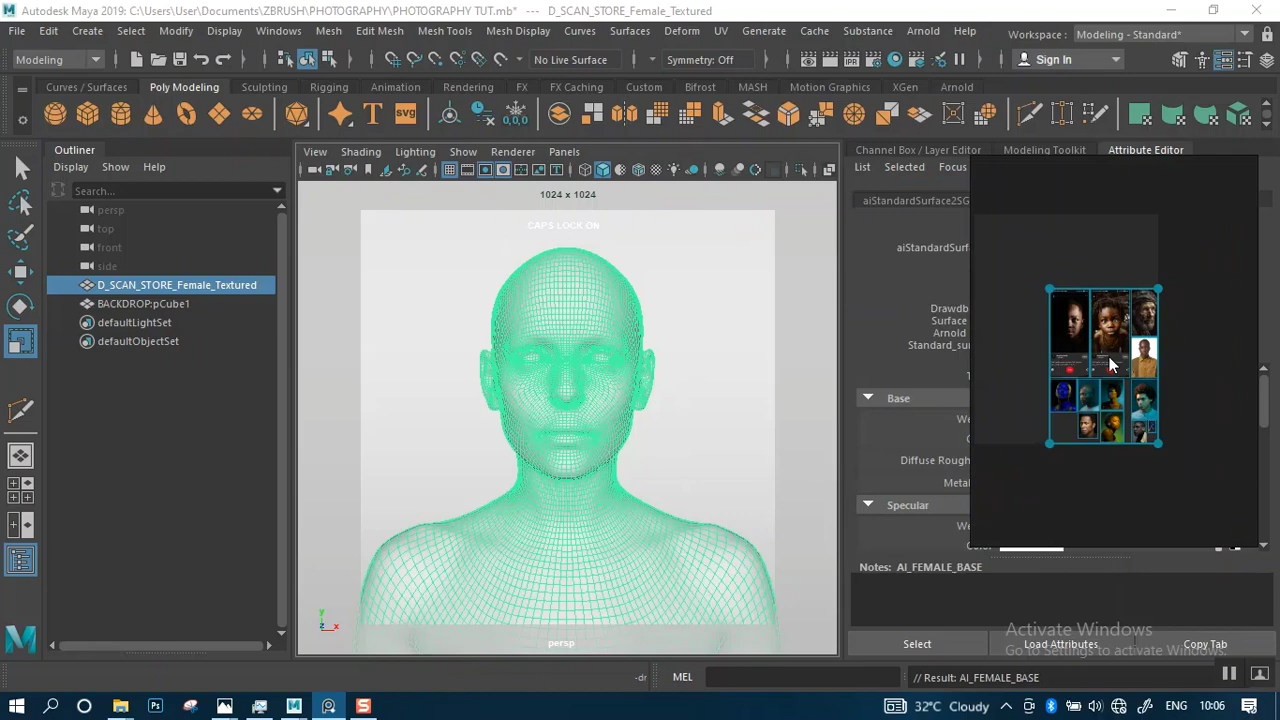 Autodesk Maya 2019: C:\Users\User\Documents\ZBRUSH\PHOTOGRAPHY\PHOTOGRAPHY TUT.mb* --- D_SCAN_STORE_Female_Textured
File Edit Create Select Modify Display Windows Mesh Edit Mesh Mesh Tools Mesh Display Curves Surfaces Deform UV Generate Cache Substance Arnold Help Workspace : Modeling - Standard*
Modeling No Live Surface Symmetry: Off Sign In
Curves / Surfaces Poly Modeling Sculpting Rigging Animation Rendering FX FX Caching Custom Bifrost MASH Motion Graphics XGen Arnold
T svg 0,0,0
Outliner
Display Show Help
Search...
persp
top
front
side
D_SCAN_STORE_Female_Textured
BACKDROP:pCube1
defaultLightSet
defaultObjectSet
View Shading Lighting Show Renderer Panels
1024 x 1024
CAPS LOCK ON
persp
y
z x
Channel Box / Layer Editor Modeling Toolkit Attribute Editor
List Selected Focus
aiStandardSurface2SG
aiStandardSurf
Drawdb
Surface
Arnold
Standard_sur
Base
Diffuse Rough
Metal
Specular
Notes: AI_FEMALE_BASE
Select Load Attributes Copy Tab
Activate Windows
Go to Settings to activate Windows.
-dr MEL // Result: AI_FEMALE_BASE
32°C Cloudy ENG 10:06